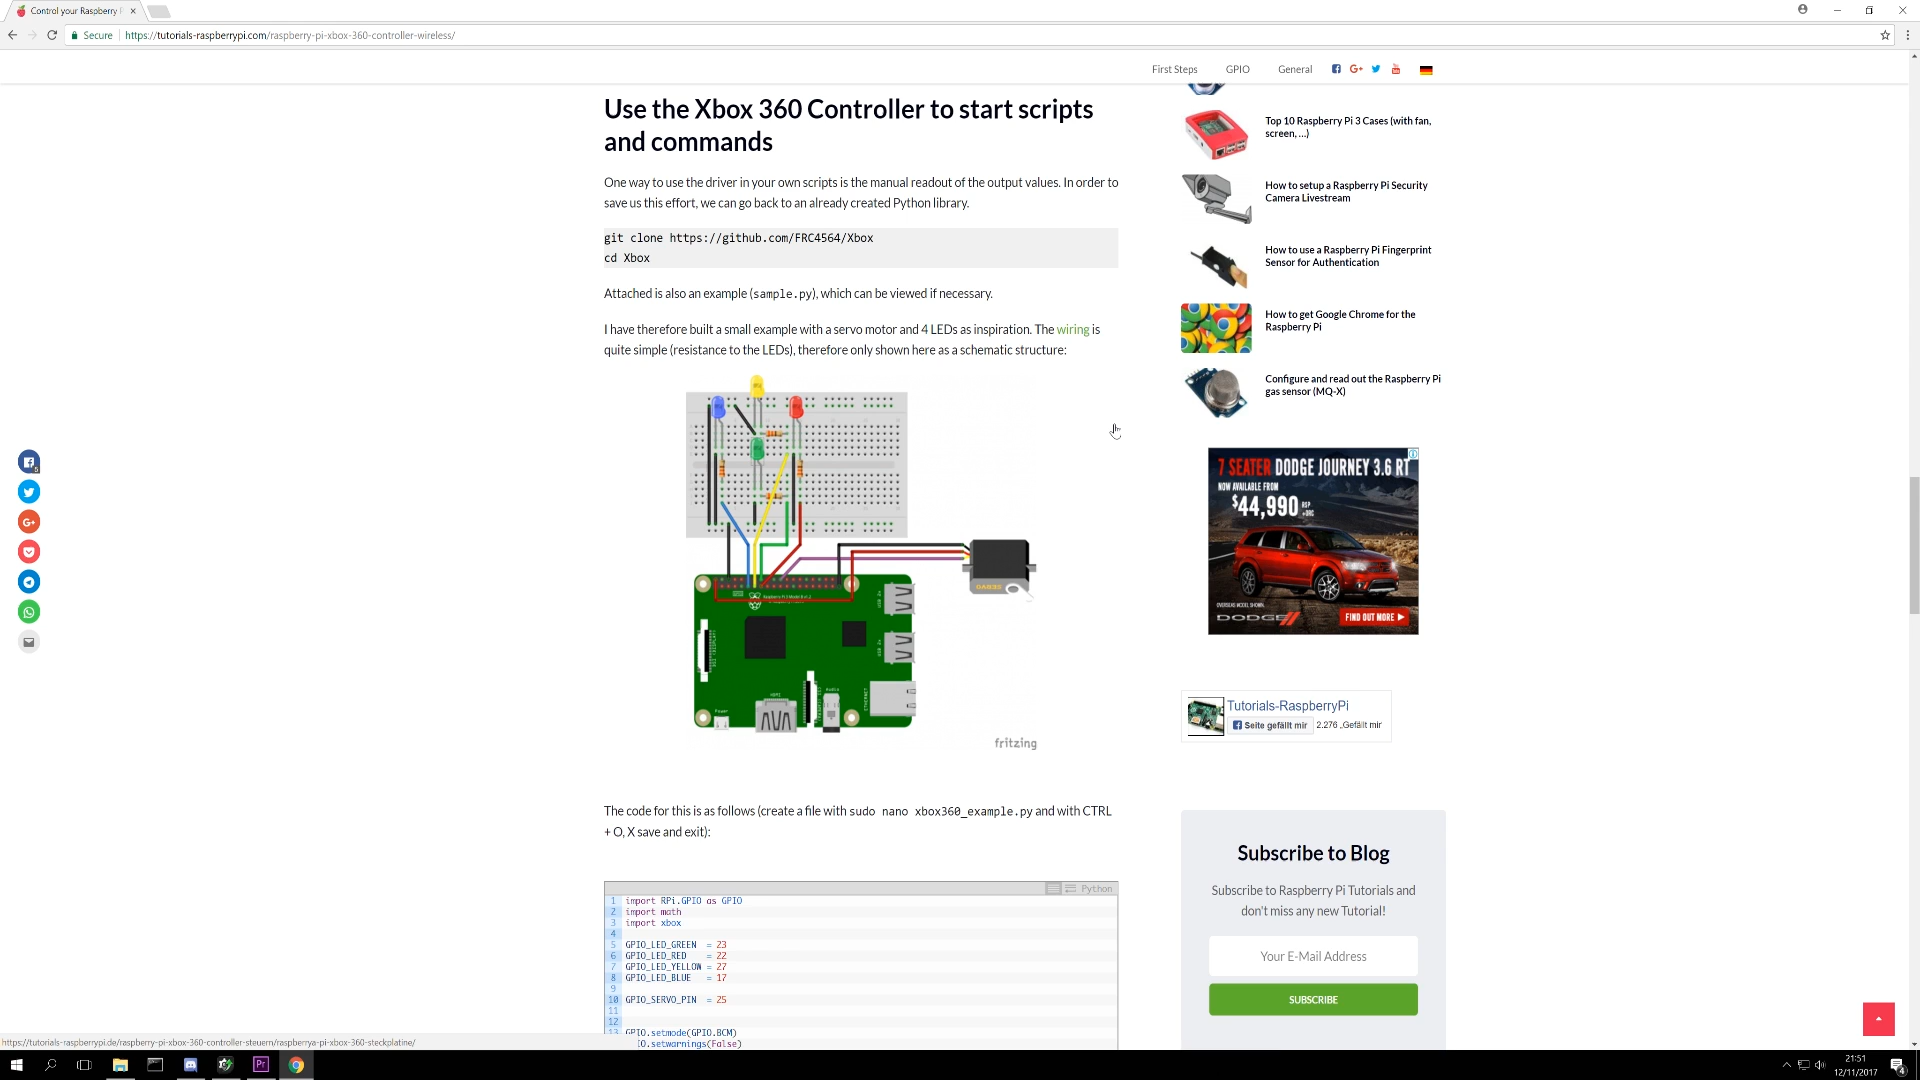 Control your Raspberry
Secure
https://tutorials-raspberrypi.com/raspberry-pi-xbox-360-controller-wireless/
First Steps
GPIO
General
Use the Xbox 360 Controller to start scripts
and commands
One way to use the driver in your own scripts is the manual readout of the output values. In order to
save us this effort, we can go back to an already created Python library.
git clone https://github.com/FRC4564/Xbox
cd Xbox
Attached is also an example (sample.py), which can be viewed if necessary.
I have therefore built a small example with a servo motor and 4 LEDs as inspiration. The wiring is
quite simple (resistance to the LEDs), therefore only shown here as a schematic structure:
Power
HDMI
Audio
ETHERNET
fritzing
The code for this is as follows (create a file with sudo nano xbox360_example.py and with CTRL
+ O, X save and exit):
Python
1 import RPi.GPIO as GPIO
2 import math
3 import xbox
4
5 GPIO_LED_GREEN = 23
6 GPIO_LED_RED = 22
7 GPIO_LED_YELLOW = 27
8 GPIO_LED_BLUE = 17
9
10 GPIO_SERVO_PIN = 25
11
12
13 GPIO.setmode(GPIO.BCM)
IO.setwarnings(False)
Top 10 Raspberry Pi 3 Cases (with fan,
screen, ...)
How to setup a Raspberry Pi Security
Camera Livestream
How to use a Raspberry Pi Fingerprint
Sensor for Authentication
How to get Google Chrome for the
Raspberry Pi
Configure and read out the Raspberry Pi
gas sensor (MQ-X)
7 SEATER DODGE JOURNEY 3.6 RT
NOW AVAILABLE FROM
$44,990 RSP
+ORC
OVERSEAS MODEL SHOWN.
DODGE
FIND OUT MORE
Tutorials-RaspberryPi
Seite gefällt mir
2.276 „Gefällt mir
Subscribe to Blog
Subscribe to Raspberry Pi Tutorials and
don't miss any new Tutorial!
Your E-Mail Address
SUBSCRIBE
https://tutorials-raspberrypi.de/raspberry-pi-xbox-360-controller-steuern/raspberrya-pi-xbox-360-steckplatine/
Pr
21:51
12/11/2017
4